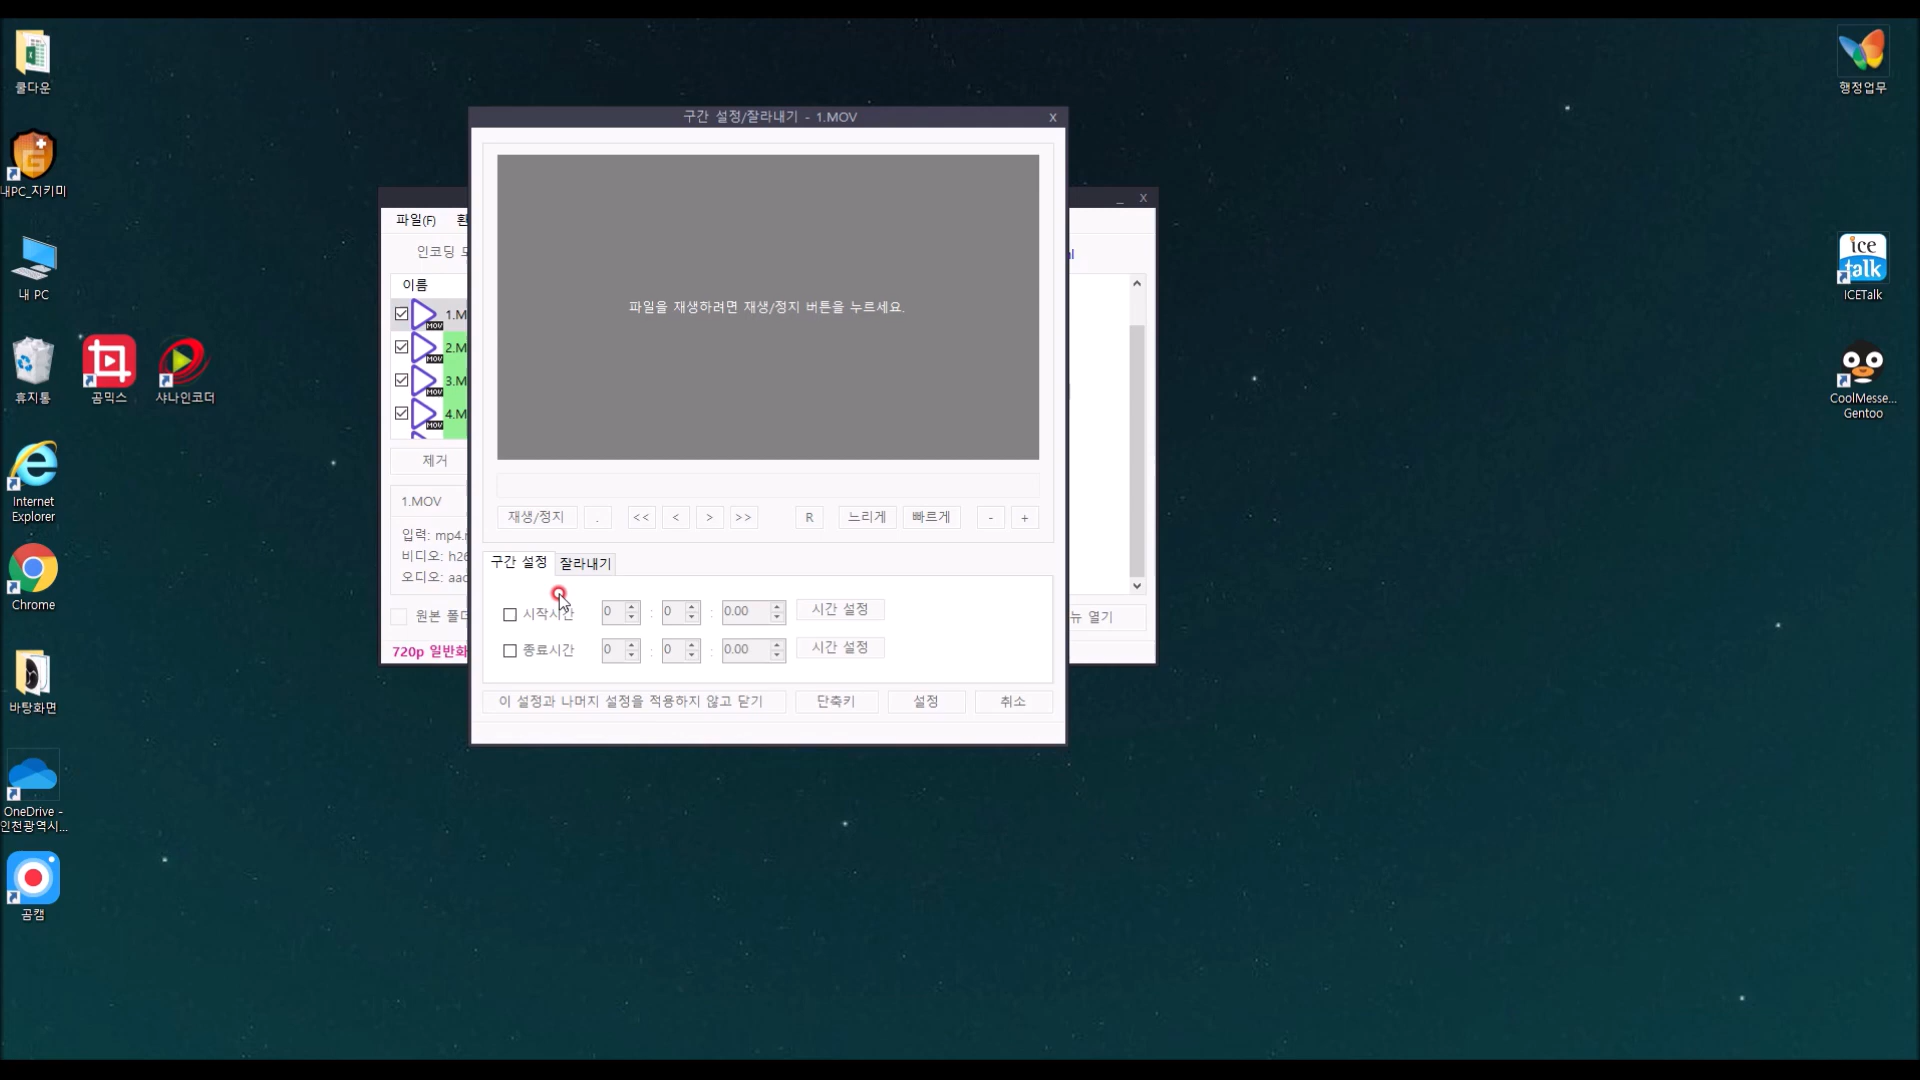 쿨다운
내PC_지키미
내 PC
휴지통
곰믹스
샤나인코더
Internet
Explorer
Chrome
바탕화면
OneDrive -
인천광역시...
곰캠
행정업무
ice
talk
ICETalk
CoolMesse...
Gentoo
구간 설정/잘라내기 - 1.MOV
X
파일을 재생하려면 재생/정지 버튼을 누르세요.
재생/정지
.
<<
<
>
>>
R
느리게
빠르게
-
+
구간 설정
잘라내기
시작시간
0
:
0
:
0.00
시간 설정
종료시간
0
:
0
:
0.00
시간 설정
이 설정과 나머지 설정을 적용하지 않고 닫기
단축키
설정
취소
_
X
파일(F)
인코딩
이름
MOV
1.M
MOV
2.M
MOV
3.M
MOV
4.M
제거
1.MOV
입력: mp4.
비디오: h26
오디오: aac
원본 폴더
뉴 열기
720p 일반화